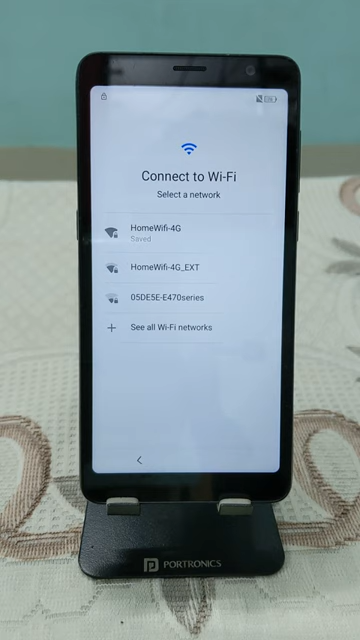 Connect to Wi-Fi
Select a network
HomeWifi-4G
Saved
HomeWifi-4G_EXT
05DE5E-E470series
See all Wi-Fi networks
PORTRONICS